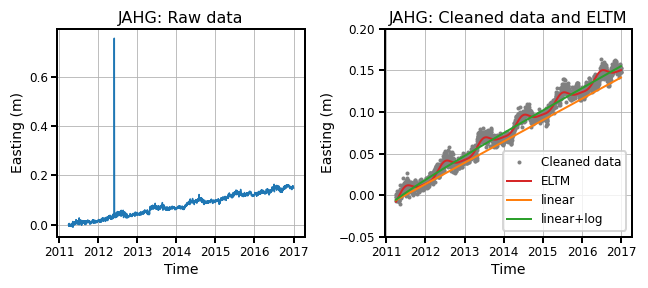 JAHG: Raw data
Easting (m)
0.6
0.4
0.2
0.0
2011 2012 2013 2014 2015 2016 2017
Time
JAHG: Cleaned data and ELTM
Easting (m)
0.20
0.15
0.10
0.05
0.00
−0.05
Cleaned data
ELTM
linear
linear+log
2011 2012 2013 2014 2015 2016 2017
Time